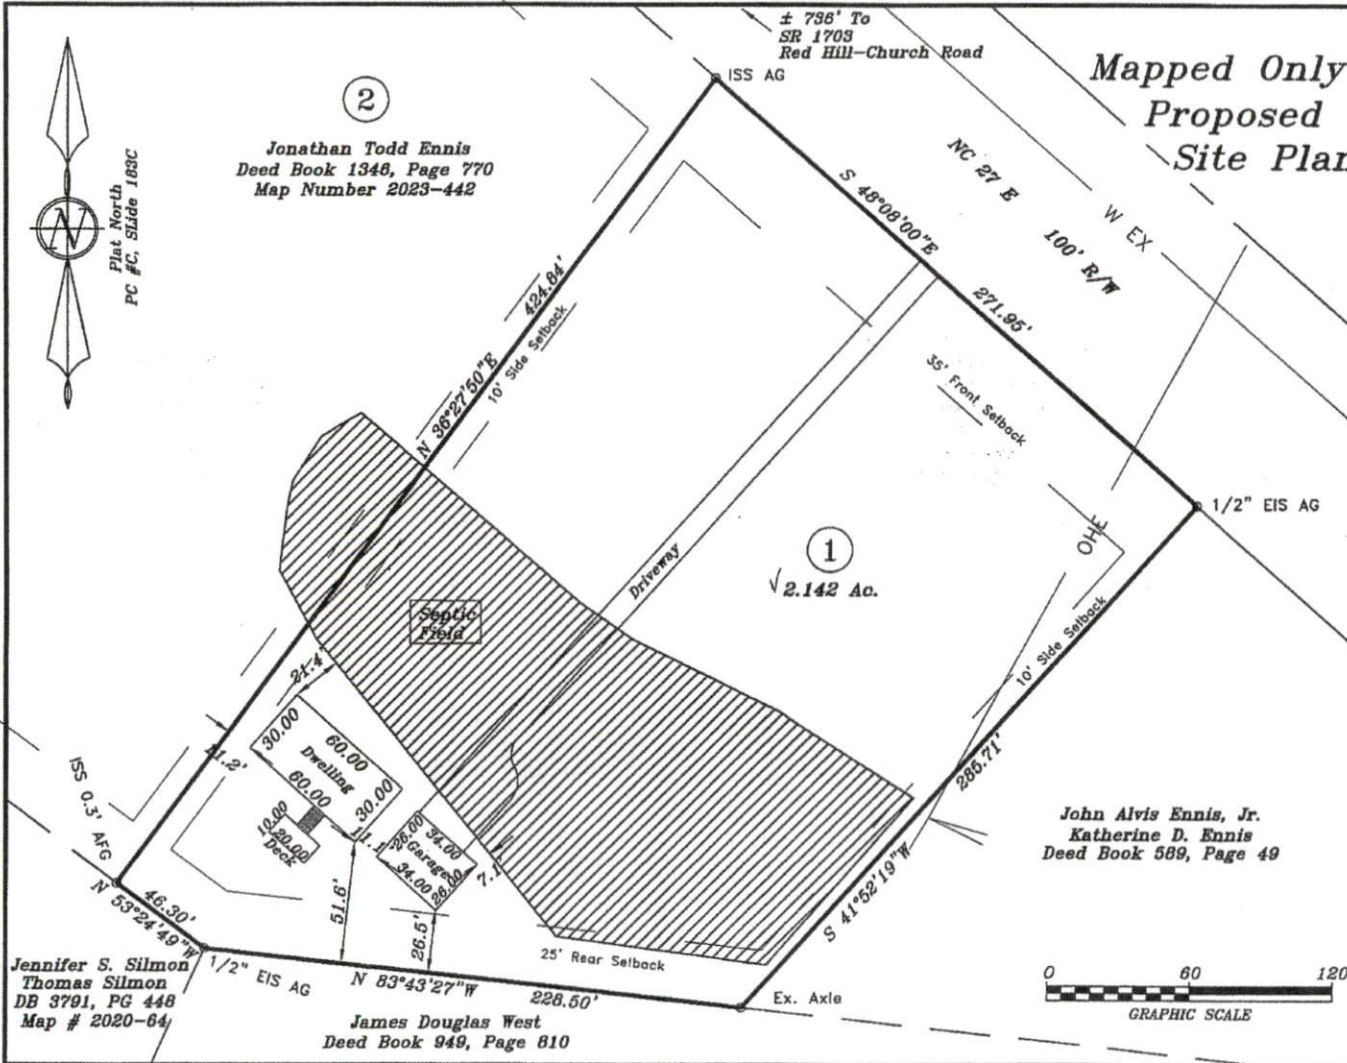 ± 736' To
SR 1703
Red Hill-Church Road
Mapped Only
Proposed
Site Plan
ISS AG
2
Jonathan Todd Ennis
Deed Book 1346, Page 770
Map Number 2023-442
N
Plat North
PC #C, SLide 183C
NC 27 E
100' R/W
W EX
S 48°08'00"E
271.95'
N 36°27'50"E
424.84'
10' Side Setback
35' Front Setback
1/2" EIS AG
OHE
1
√2.142 Ac.
Driveway
Septic
Field
10' Side Setback
21.4'
11.2'
30.00
60.00
Dwelling
60.00
30.00
10.00
20.00
Deck
11.1
26.00
34.00
Garage
34.00
26.00
7.1'
51.6'
26.5'
285.71'
S 41°52'19"W
John Alvis Ennis, Jr.
Katherine D. Ennis
Deed Book 589, Page 49
ISS 0.3' AFG
46.30'
N 53°24'49"W
1/2" EIS AG
N 83°43'27"W
228.50'
25' Rear Setback
Ex. Axle
Jennifer S. Silmon
Thomas Silmon
DB 3791, PG 448
Map # 2020-64
James Douglas West
Deed Book 949, Page 810
0 60 120
GRAPHIC SCALE